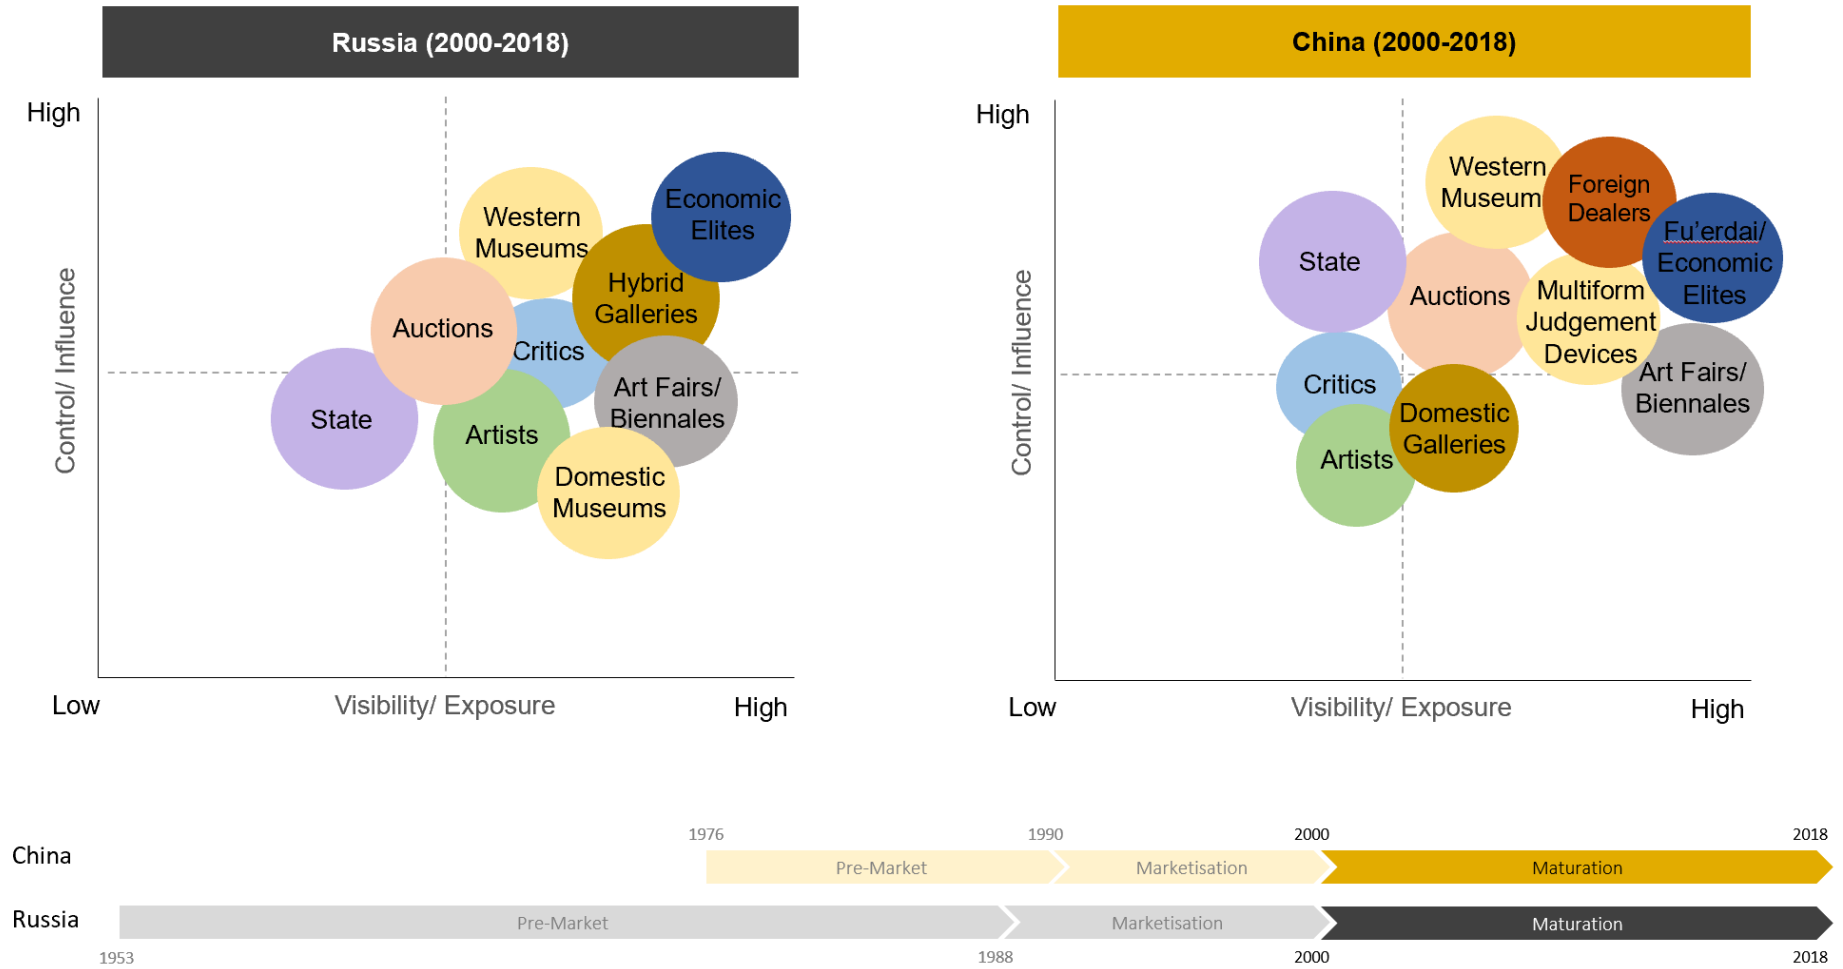 Russia (2000-2018)
High
Control/ Influence
Economic
Elites
Western
Museums
Hybrid
Galleries
Auctions
Critics
Art Fairs/
Biennales
State
Artists
Domestic
Museums
Low
Visibility/ Exposure
High
China (2000-2018)
High
Control/ Influence
Western
Museum
Foreign
Dealers
Fu’erdai/
Economic
Elites
State
Auctions
Multiform
Judgement
Devices
Critics
Art Fairs/
Biennales
Domestic
Galleries
Artists
Low
Visibility/ Exposure
High
1976
1990
2000
2018
China
Pre-Market
Marketisation
Maturation
Russia
Pre-Market
Marketisation
Maturation
1953
1988
2000
2018